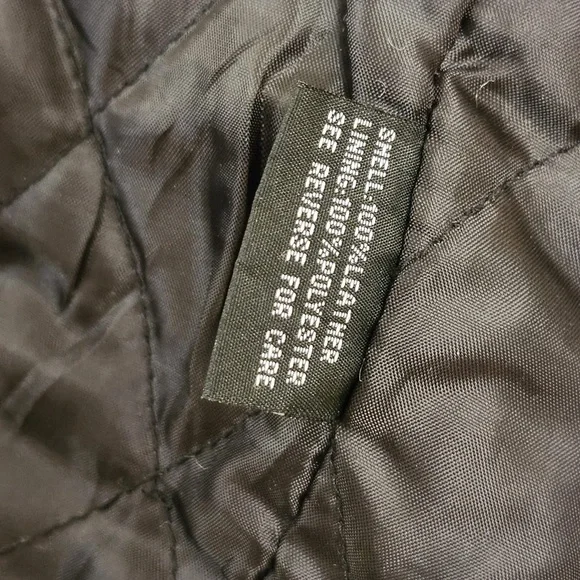 SHELL:100%LEATHER
LINING:100%POLYESTER
SEE REVERSE FOR CARE